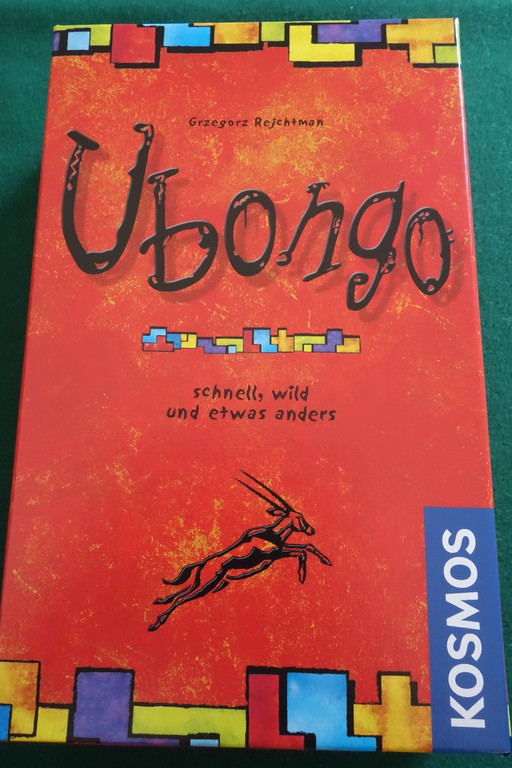 Grzegorz Rejchtman
Ubongo
schnell, wild
und etwas anders
KOSMOS